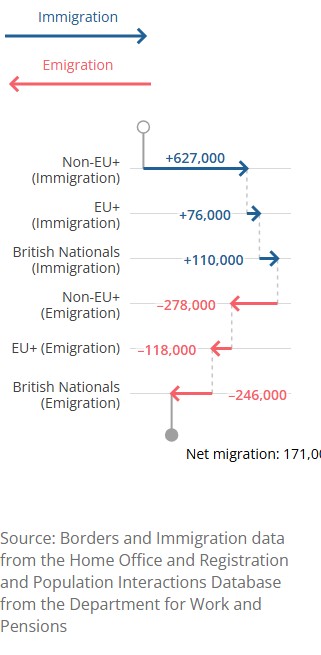 Immigration
Emigration
Non-EU+
(Immigration)
+627,000
EU+
(Immigration)
+76,000
British Nationals
(Immigration)
+110,000
Non-EU+
(Emigration)
–278,000
EU+ (Emigration)
–118,000
British Nationals
(Emigration)
–246,000
Net migration:
Source: Borders and Immigration data
from the Home Office and Registration
and Population Interactions Database
from the Department for Work and
Pensions